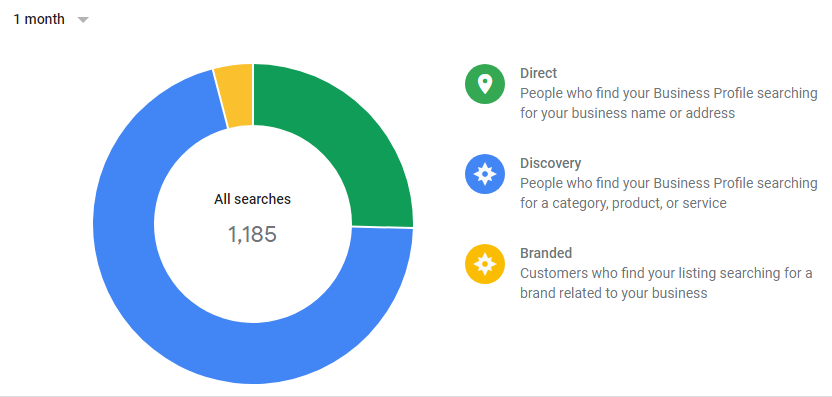 1 month
All searches
1,185
Direct
People who find your Business Profile searching
for your business name or address
Discovery
People who find your Business Profile searching
for a category, product, or service
Branded
Customers who find your listing searching for a
brand related to your business